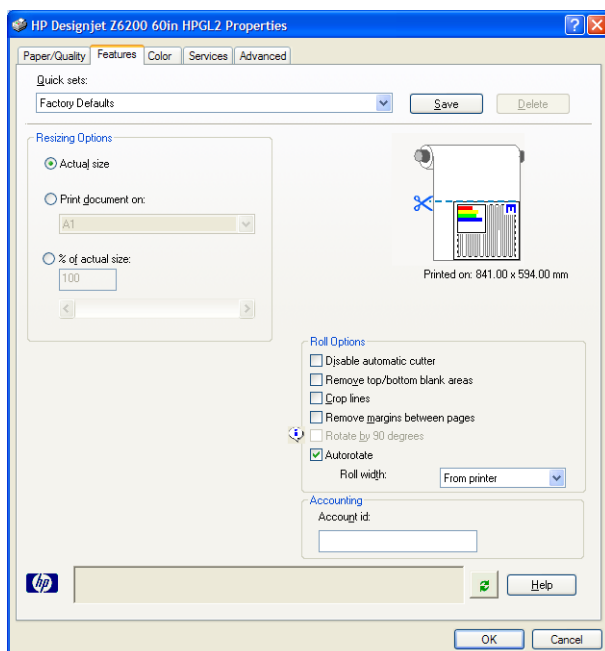 HP Designjet Z6200 60in HPGL2 Properties
Paper/Quality Features Color Services Advanced
Quick sets:
Factory Defaults Save Delete
Resizing Options
Actual size
Print document on:
A1
% of actual size:
100
Printed on: 841.00 x 594.00 mm
Roll Options
Disable automatic cutter
Remove top/bottom blank areas
Crop lines
Remove margins between pages
Rotate by 90 degrees
Autorotate
Roll width: From printer
Accounting
Account id:
hp Help
OK Cancel